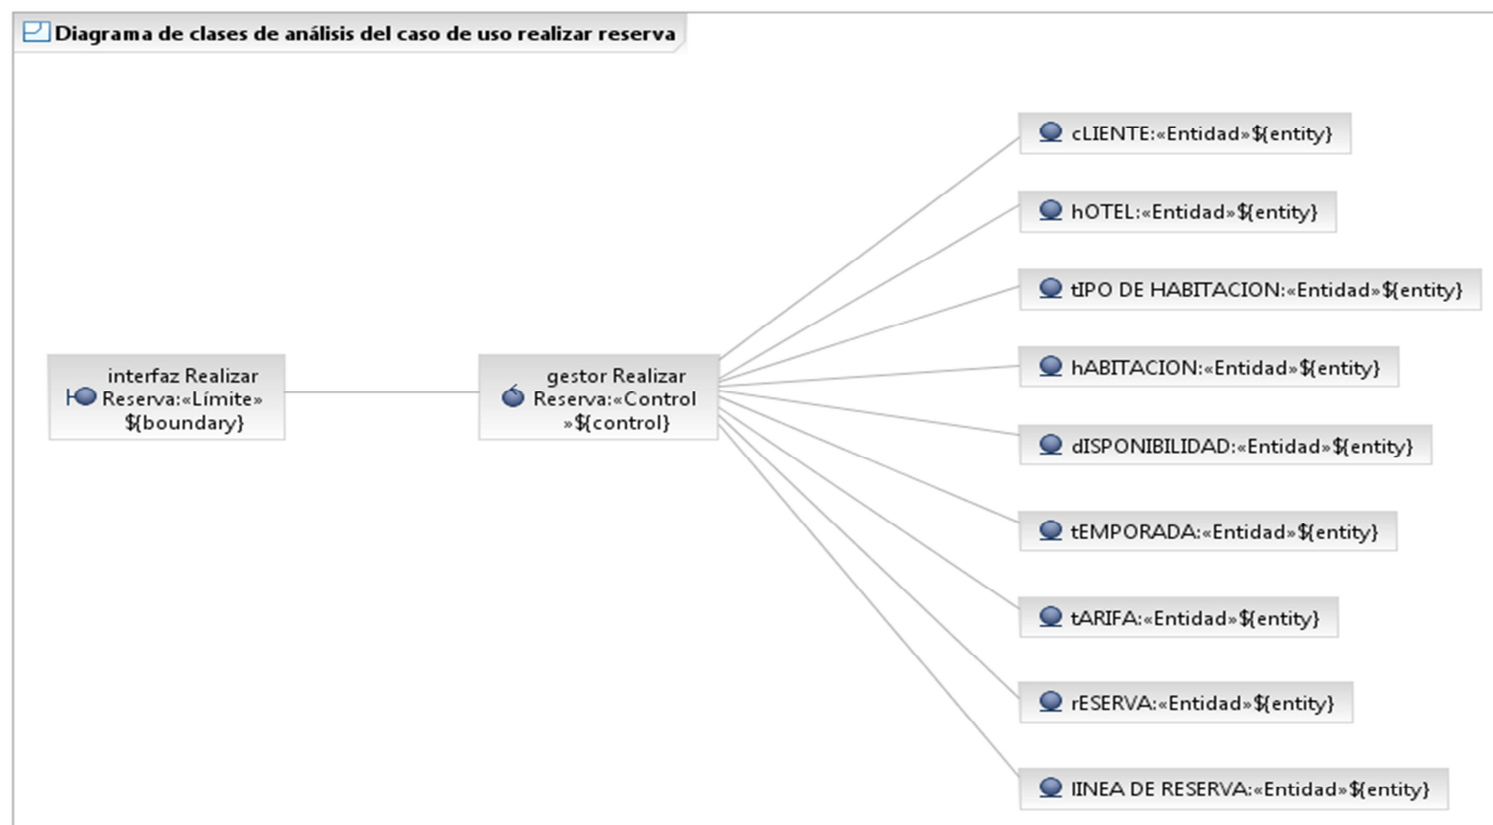 Diagrama de clases de análisis del caso de uso realizar reserva
cLIENTE:«Entidad»${entity}
hOTEL:«Entidad»${entity}
tIPO DE HABITACION:«Entidad»${entity}
interfaz Realizar
Reserva:«Límite»
${boundary}
gestor Realizar
Reserva:«Control
»${control}
hABITACION:«Entidad»${entity}
dISPONIBILIDAD:«Entidad»${entity}
tEMPORADA:«Entidad»${entity}
tARIFA:«Entidad»${entity}
rESERVA:«Entidad»${entity}
lINEA DE RESERVA:«Entidad»${entity}